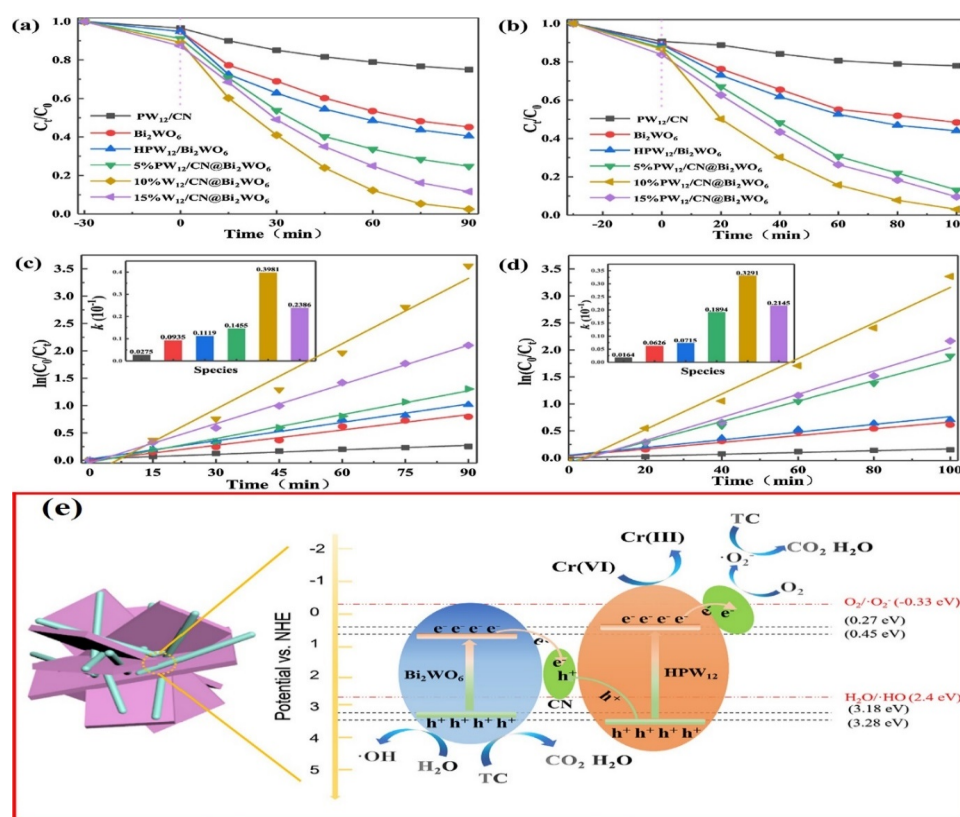 (a)
C_t/C_0
1.0
0.8
0.6
0.4
0.2
0.0
PW₁₂/CN
Bi₂WO₆
HPW₁₂/Bi₂WO₆
5%PW₁₂/CN@Bi₂WO₆
10%W₁₂/CN@Bi₂WO₆
15%W₁₂/CN@Bi₂WO₆
-30 0 30 60 90
Time (min)
(b)
C_t/C_0
1.0
0.8
0.6
0.4
0.2
0.0
PW₁₂/CN
Bi₂WO₆
HPW₁₂/Bi₂WO₆
5%PW₁₂/CN@Bi₂WO₆
10%PW₁₂/CN@Bi₂WO₆
15%PW₁₂/CN@Bi₂WO₆
-20 0 20 40 60 80 100
Time (min)
(c)
ln(C₀/C_t)
3.5
3.0
2.5
2.0
1.5
1.0
0.5
0.0
k (10⁻¹)
0.4
0.3
0.2
0.1
0.0
0.0275
0.0935
0.1119
0.1455
0.3981
0.2386
Species
0 15 30 45 60 75 90
Time (min)
(d)
ln(C₀/C_t)
3.5
3.0
2.5
2.0
1.5
1.0
0.5
0.0
k (10⁻¹)
0.35
0.30
0.25
0.20
0.15
0.10
0.05
0.00
0.0164
0.0626
0.0715
0.1894
0.3291
0.2145
Species
0 20 40 60 80 100
Time (min)
(e)
Potential vs. NHE
-2
-1
0
1
2
3
4
5
Cr(III)
Cr(VI)
TC
CO₂ H₂O
·O₂⁻
O₂
O₂/·O₂⁻ (-0.33 eV)
(0.27 eV)
(0.45 eV)
e⁻ e⁻ e⁻ e⁻
e⁻
e⁻ e⁻ e⁻ e⁻
e⁻
e⁻
Bi₂WO₆
e⁻
h⁺
CN
h⁺
HPW₁₂
H₂O/·HO (2.4 eV)
(3.18 eV)
(3.28 eV)
h⁺ h⁺ h⁺ h⁺
h⁺ h⁺ h⁺ h⁺
·OH
H₂O
TC
CO₂ H₂O